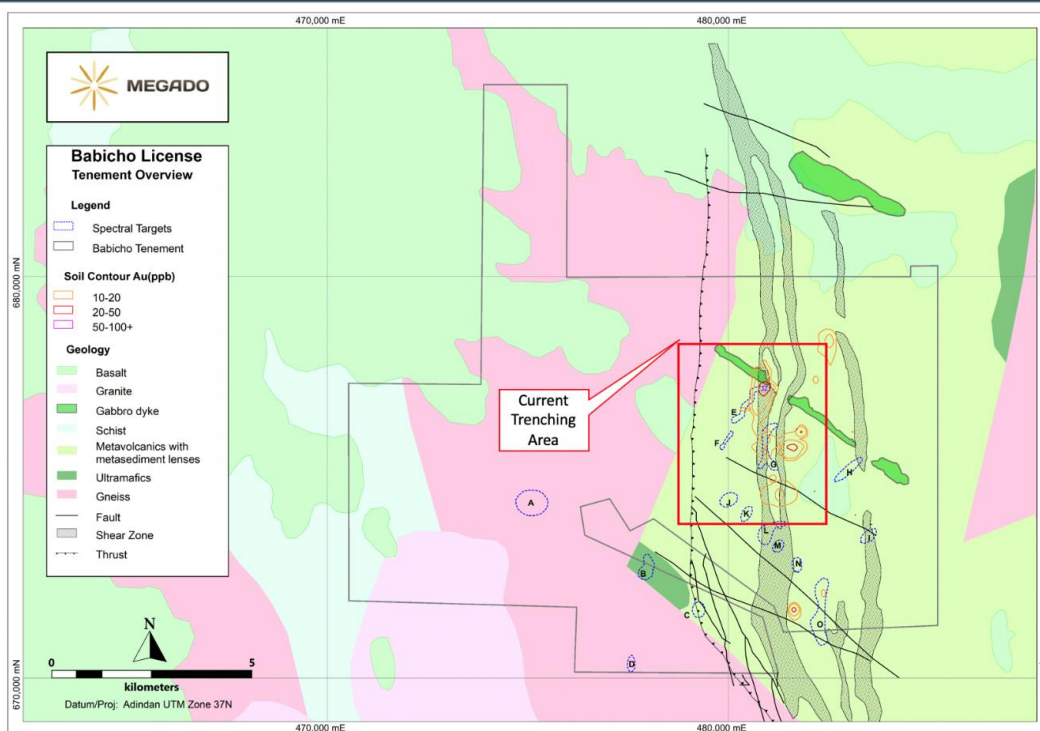 470,000 mE
480,000 mE
MEGADO
Babicho License
Tenement Overview
Legend
Spectral Targets
Babicho Tenement
Soil Contour Au(ppb)
10-20
20-50
50-100+
Geology
Basalt
Granite
Gabbro dyke
Schist
Metavolcanics with
metasediment lenses
Ultramafics
Gneiss
Fault
Shear Zone
Thrust
N
0 5
kilometers
Datum/Proj: Adindan UTM Zone 37N
680,000 mN
670,000 mN
Current
Trenching
Area
E
F
G
H
A
J
K
L
I
M
B
N
C
O
D
470,000 mE
480,000 mE